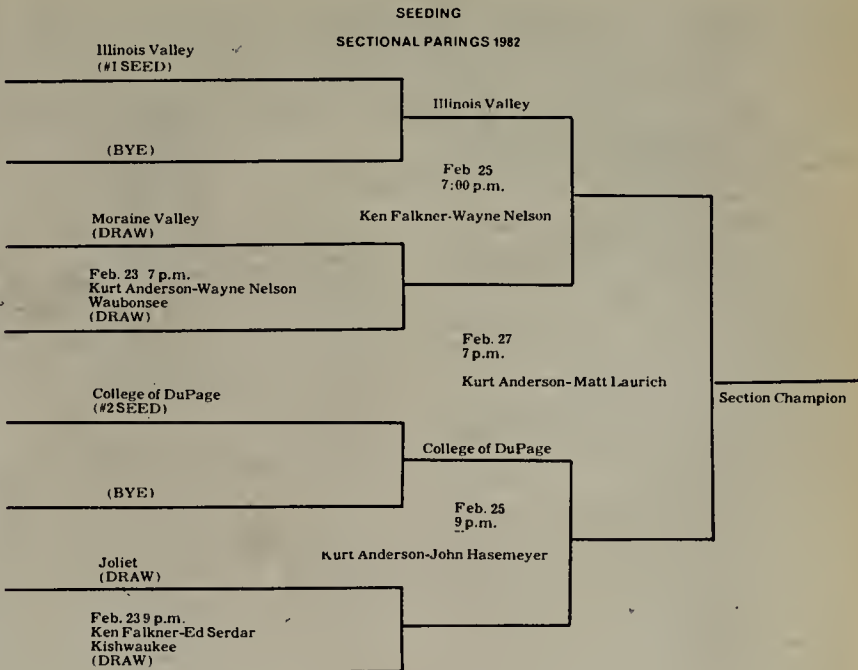 SEEDING
SECTIONAL PARINGS 1982
Illinois Valley
(#1 SEED)
Illinois Valley
(BYE)
Feb 25
7:00 p.m.
Ken Falkner-Wayne Nelson
Moraine Valley
(DRAW)
Feb. 23 7 p.m.
Kurt Anderson-Wayne Nelson
Waubonsee
(DRAW)
Feb. 27
7 p.m.
Kurt Anderson-Matt Laurich
Section Champion
College of DuPage
(#2 SEED)
College of DuPage
(BYE)
Feb. 25
9 p.m.
Kurt Anderson-John Hasemeyer
Joliet
(DRAW)
Feb. 23 9 p.m.
Ken Falkner-Ed Serdar
Kishwaukee
(DRAW)